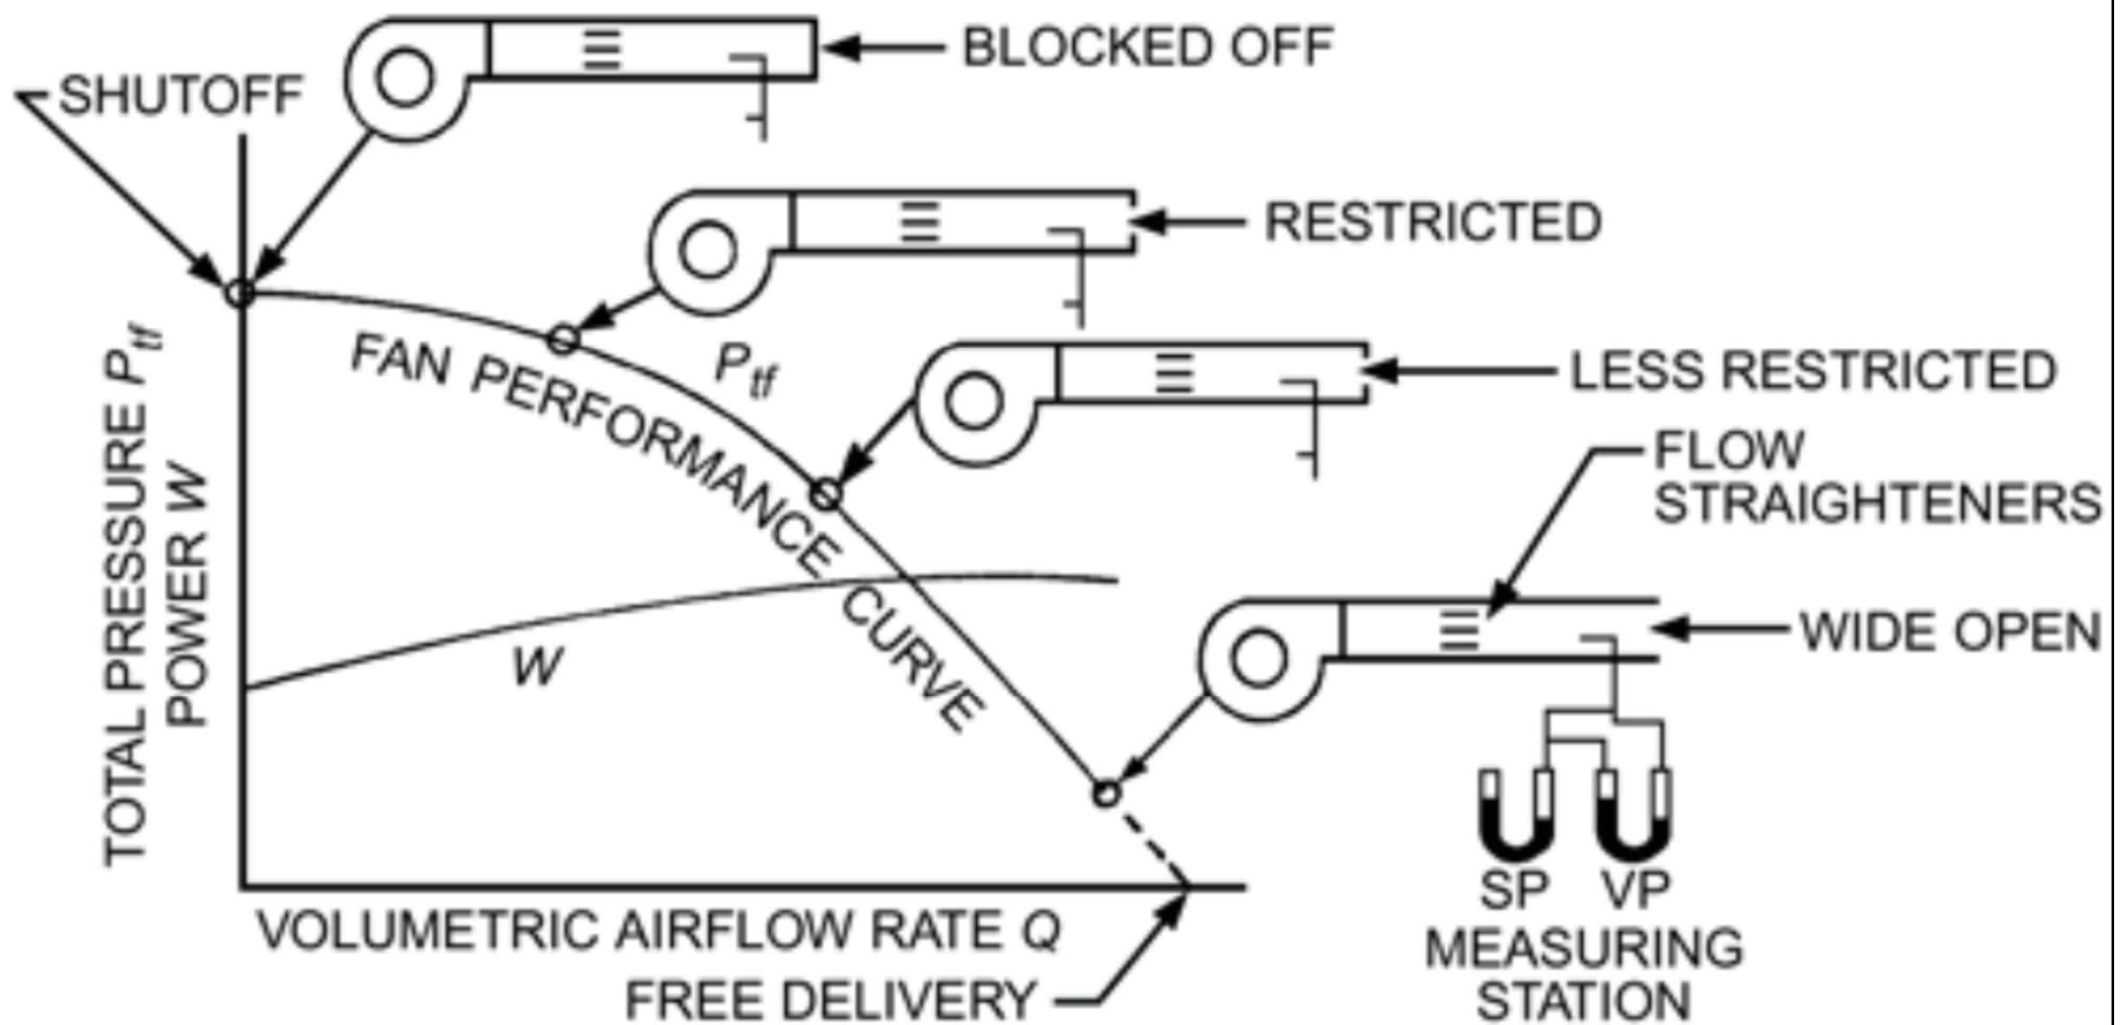 BLOCKED OFF
SHUTOFF
RESTRICTED
LESS RESTRICTED
FLOW
STRAIGHTENERS
WIDE OPEN
FAN PERFORMANCE CURVE
Ptf
W
TOTAL PRESSURE Ptf
POWER W
SP VP
MEASURING
STATION
VOLUMETRIC AIRFLOW RATE Q
FREE DELIVERY